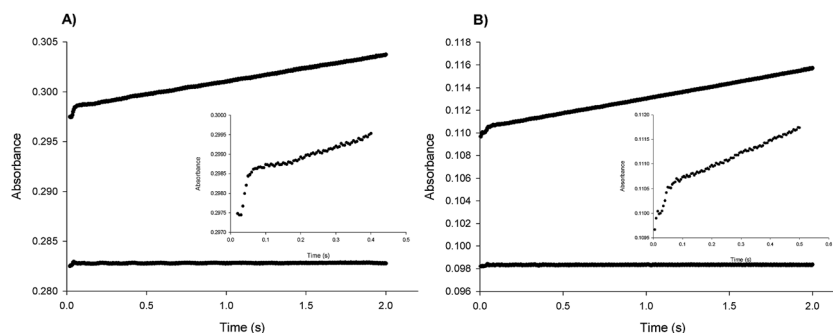 A)
0.305
0.300
0.295
0.290
0.283
0.280
Absorbance
0.0 0.5 1.0 1.5 2.0
Time (s)
0.3000
0.2995
0.2990
0.2985
0.2980
0.2975
0.2970
Absorbance
0.0 0.1 0.2 0.3 0.4 0.5
Time (s)
B)
0.118
0.116
0.114
0.112
0.110
0.108
0.106
0.104
0.102
0.100
0.098
0.096
Absorbance
0.0 0.5 1.0 1.5 2.0
Time (s)
0.1120
0.1115
0.1110
0.1105
0.1100
0.1095
Absorbance
0.0 0.1 0.2 0.3 0.4 0.5 0.6
Time (s)